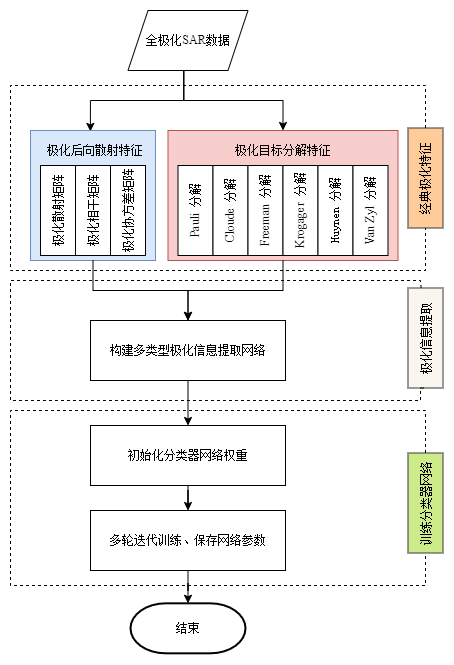 全极化SAR数据
极化后向散射特征
极化目标分解特征
极化散射矩阵
极化相干矩阵
极化协方差矩阵
Pauli 分解
Cloude 分解
Freeman 分解
Krogager 分解
Huynen 分解
Van Zyl 分解
经典极化特征
构建多类型极化信息提取网络
极化信息提取
初始化分类器网络权重
多轮迭代训练、保存网络参数
训练分类器网络
结束